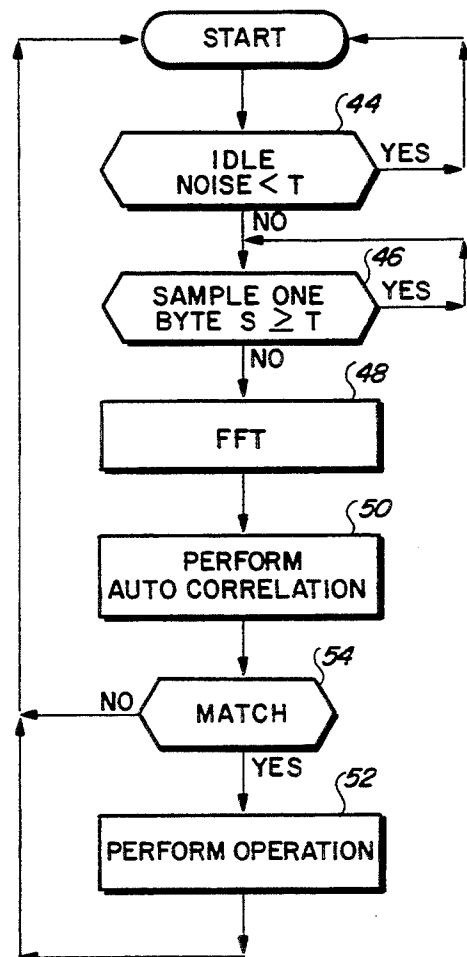 START
44
IDLE
NOISE < T
YES
NO
46
SAMPLE ONE
BYTE S ≥ T
YES
NO
48
FFT
50
PERFORM
AUTO CORRELATION
54
NO
MATCH
YES
52
PERFORM OPERATION